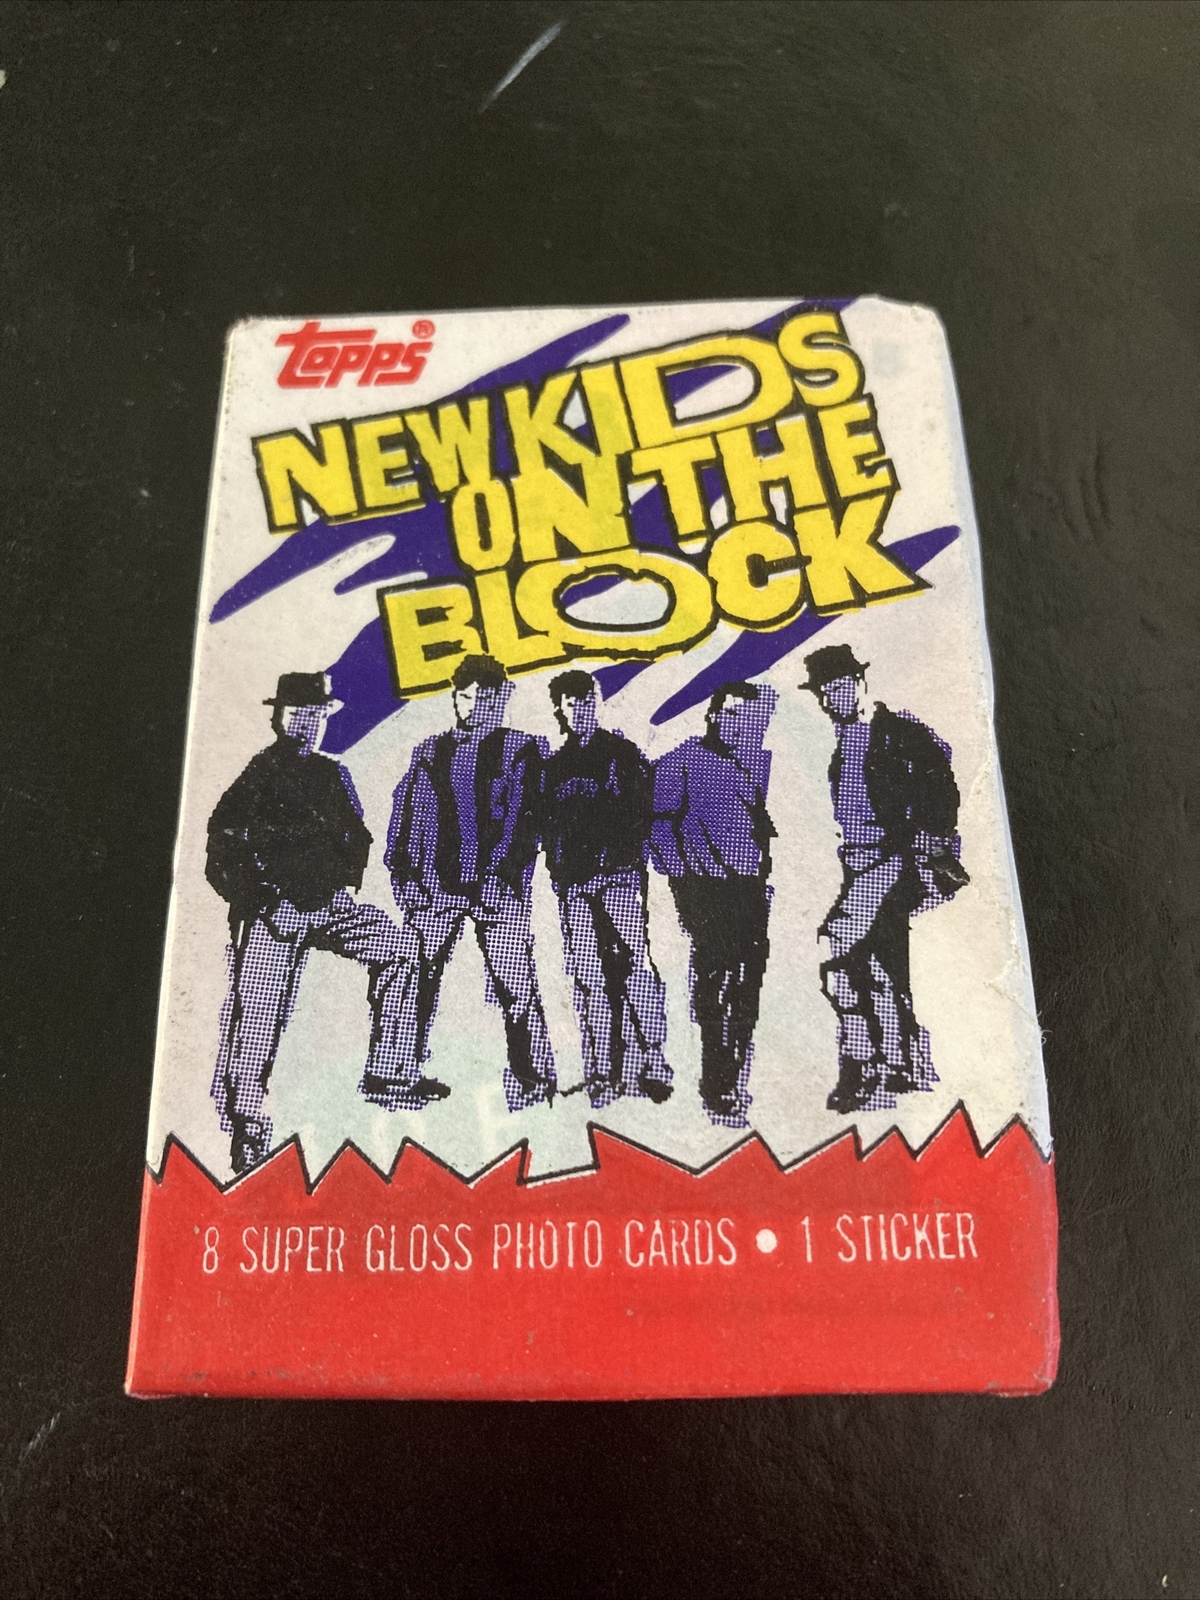 Topps®
NEW KIDS
ON THE
BLOCK
8 SUPER GLOSS PHOTO CARDS • 1 STICKER